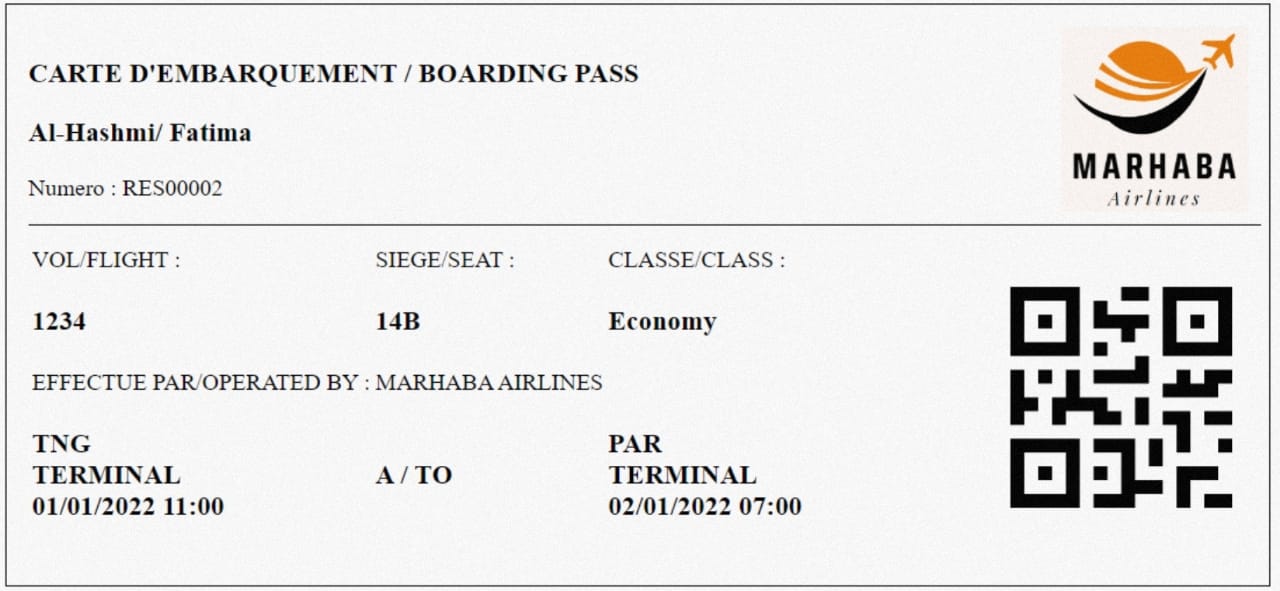 CARTE D'EMBARQUEMENT / BOARDING PASS
Al-Hashmi/ Fatima
Numero : RES00002
MARHABA
Airlines
VOL/FLIGHT : SIEGE/SEAT : CLASSE/CLASS :
1234 14B Economy
EFFECTUE PAR/OPERATED BY : MARHABA AIRLINES
TNG PAR
TERMINAL A / TO TERMINAL
01/01/2022 11:00 02/01/2022 07:00